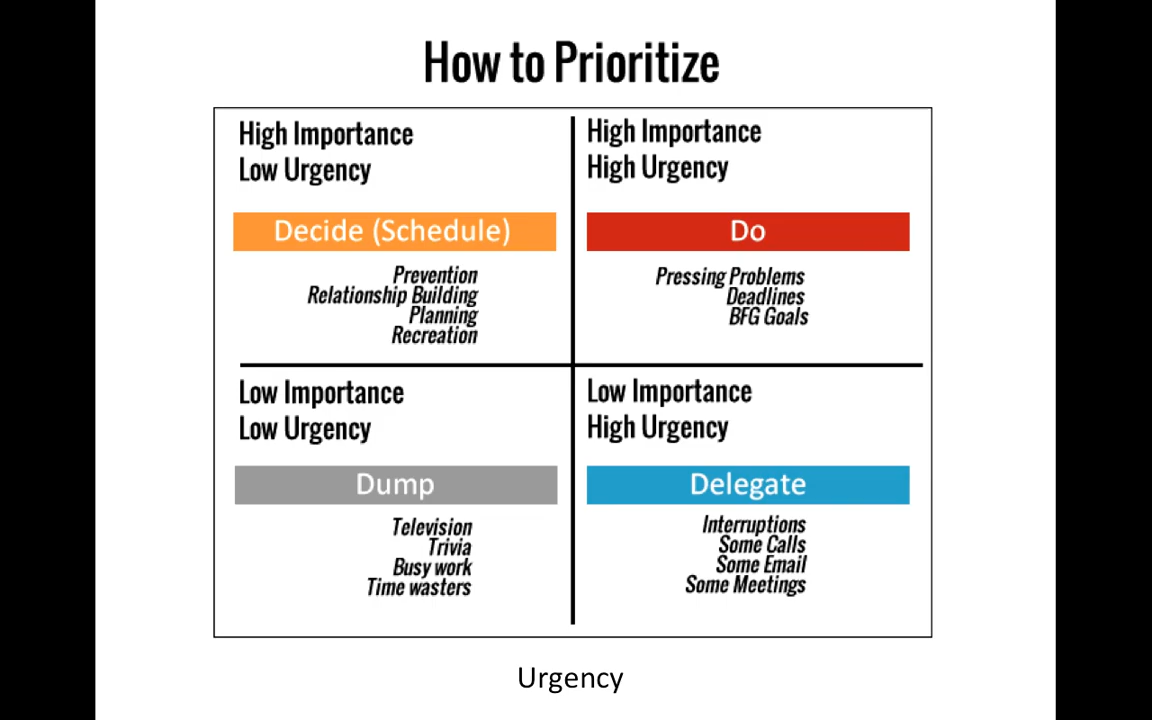 How to Prioritize
High Importance
Low Urgency
Decide (Schedule)
Prevention
Relationship Building
Planning
Recreation
High Importance
High Urgency
Do
Pressing Problems
Deadlines
BFG Goals
Low Importance
Low Urgency
Dump
Television
Trivia
Busy work
Time wasters
Low Importance
High Urgency
Delegate
Interruptions
Some Calls
Some Email
Some Meetings
Urgency